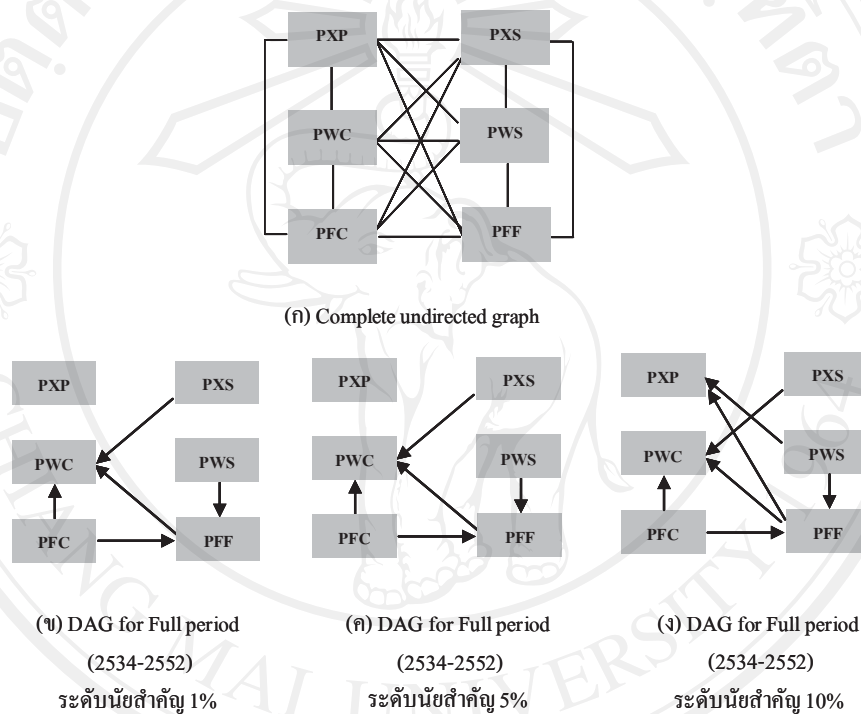 PXP PXS
PWC PWS
PFC PFF
(ก) Complete undirected graph
PXP PXS PXP PXS PXP PXS
PWC PWS PWC PWS PWC PWS
PFC PFF PFC PFF PFC PFF
(ข) DAG for Full period (ค) DAG for Full period (ง) DAG for Full period
(2534-2552) (2534-2552) (2534-2552)
ระดับนัยสำคัญ 1% ระดับนัยสำคัญ 5% ระดับนัยสำคัญ 10%
CHIANG MAI UNIVERSITY 1964